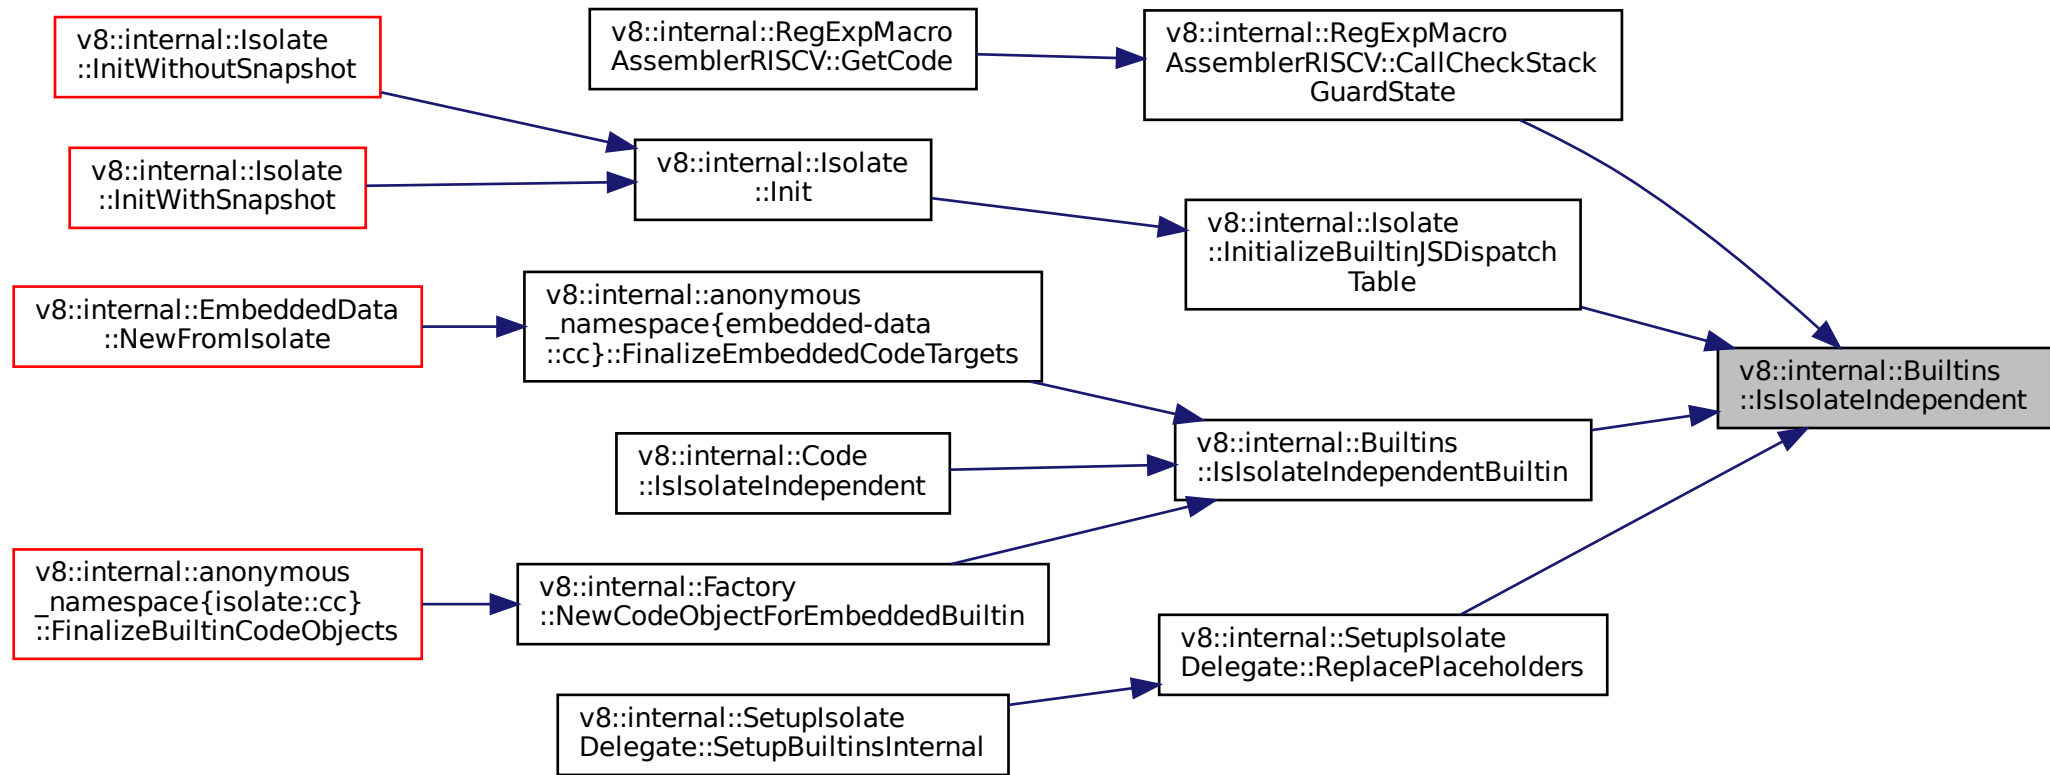 v8::internal::Isolate
::InitWithoutSnapshot
v8::internal::RegExpMacro
AssemblerRISCV::GetCode
v8::internal::RegExpMacro
AssemblerRISCV::CallCheckStack
GuardState
v8::internal::Isolate
::InitWithSnapshot
v8::internal::Isolate
::Init
v8::internal::Isolate
::InitializeBuiltinJSDispatch
Table
v8::internal::EmbeddedData
::NewFromIsolate
v8::internal::anonymous
_namespace{embedded-data
::cc}::FinalizeEmbeddedCodeTargets
v8::internal::Builtins
::IsIsolateIndependent
v8::internal::Code
::IsIsolateIndependent
v8::internal::Builtins
::IsIsolateIndependentBuiltin
v8::internal::anonymous
_namespace{isolate::cc}
::FinalizeBuiltinCodeObjects
v8::internal::Factory
::NewCodeObjectForEmbeddedBuiltin
v8::internal::SetupIsolate
Delegate::ReplacePlaceholders
v8::internal::SetupIsolate
Delegate::SetupBuiltinsInternal